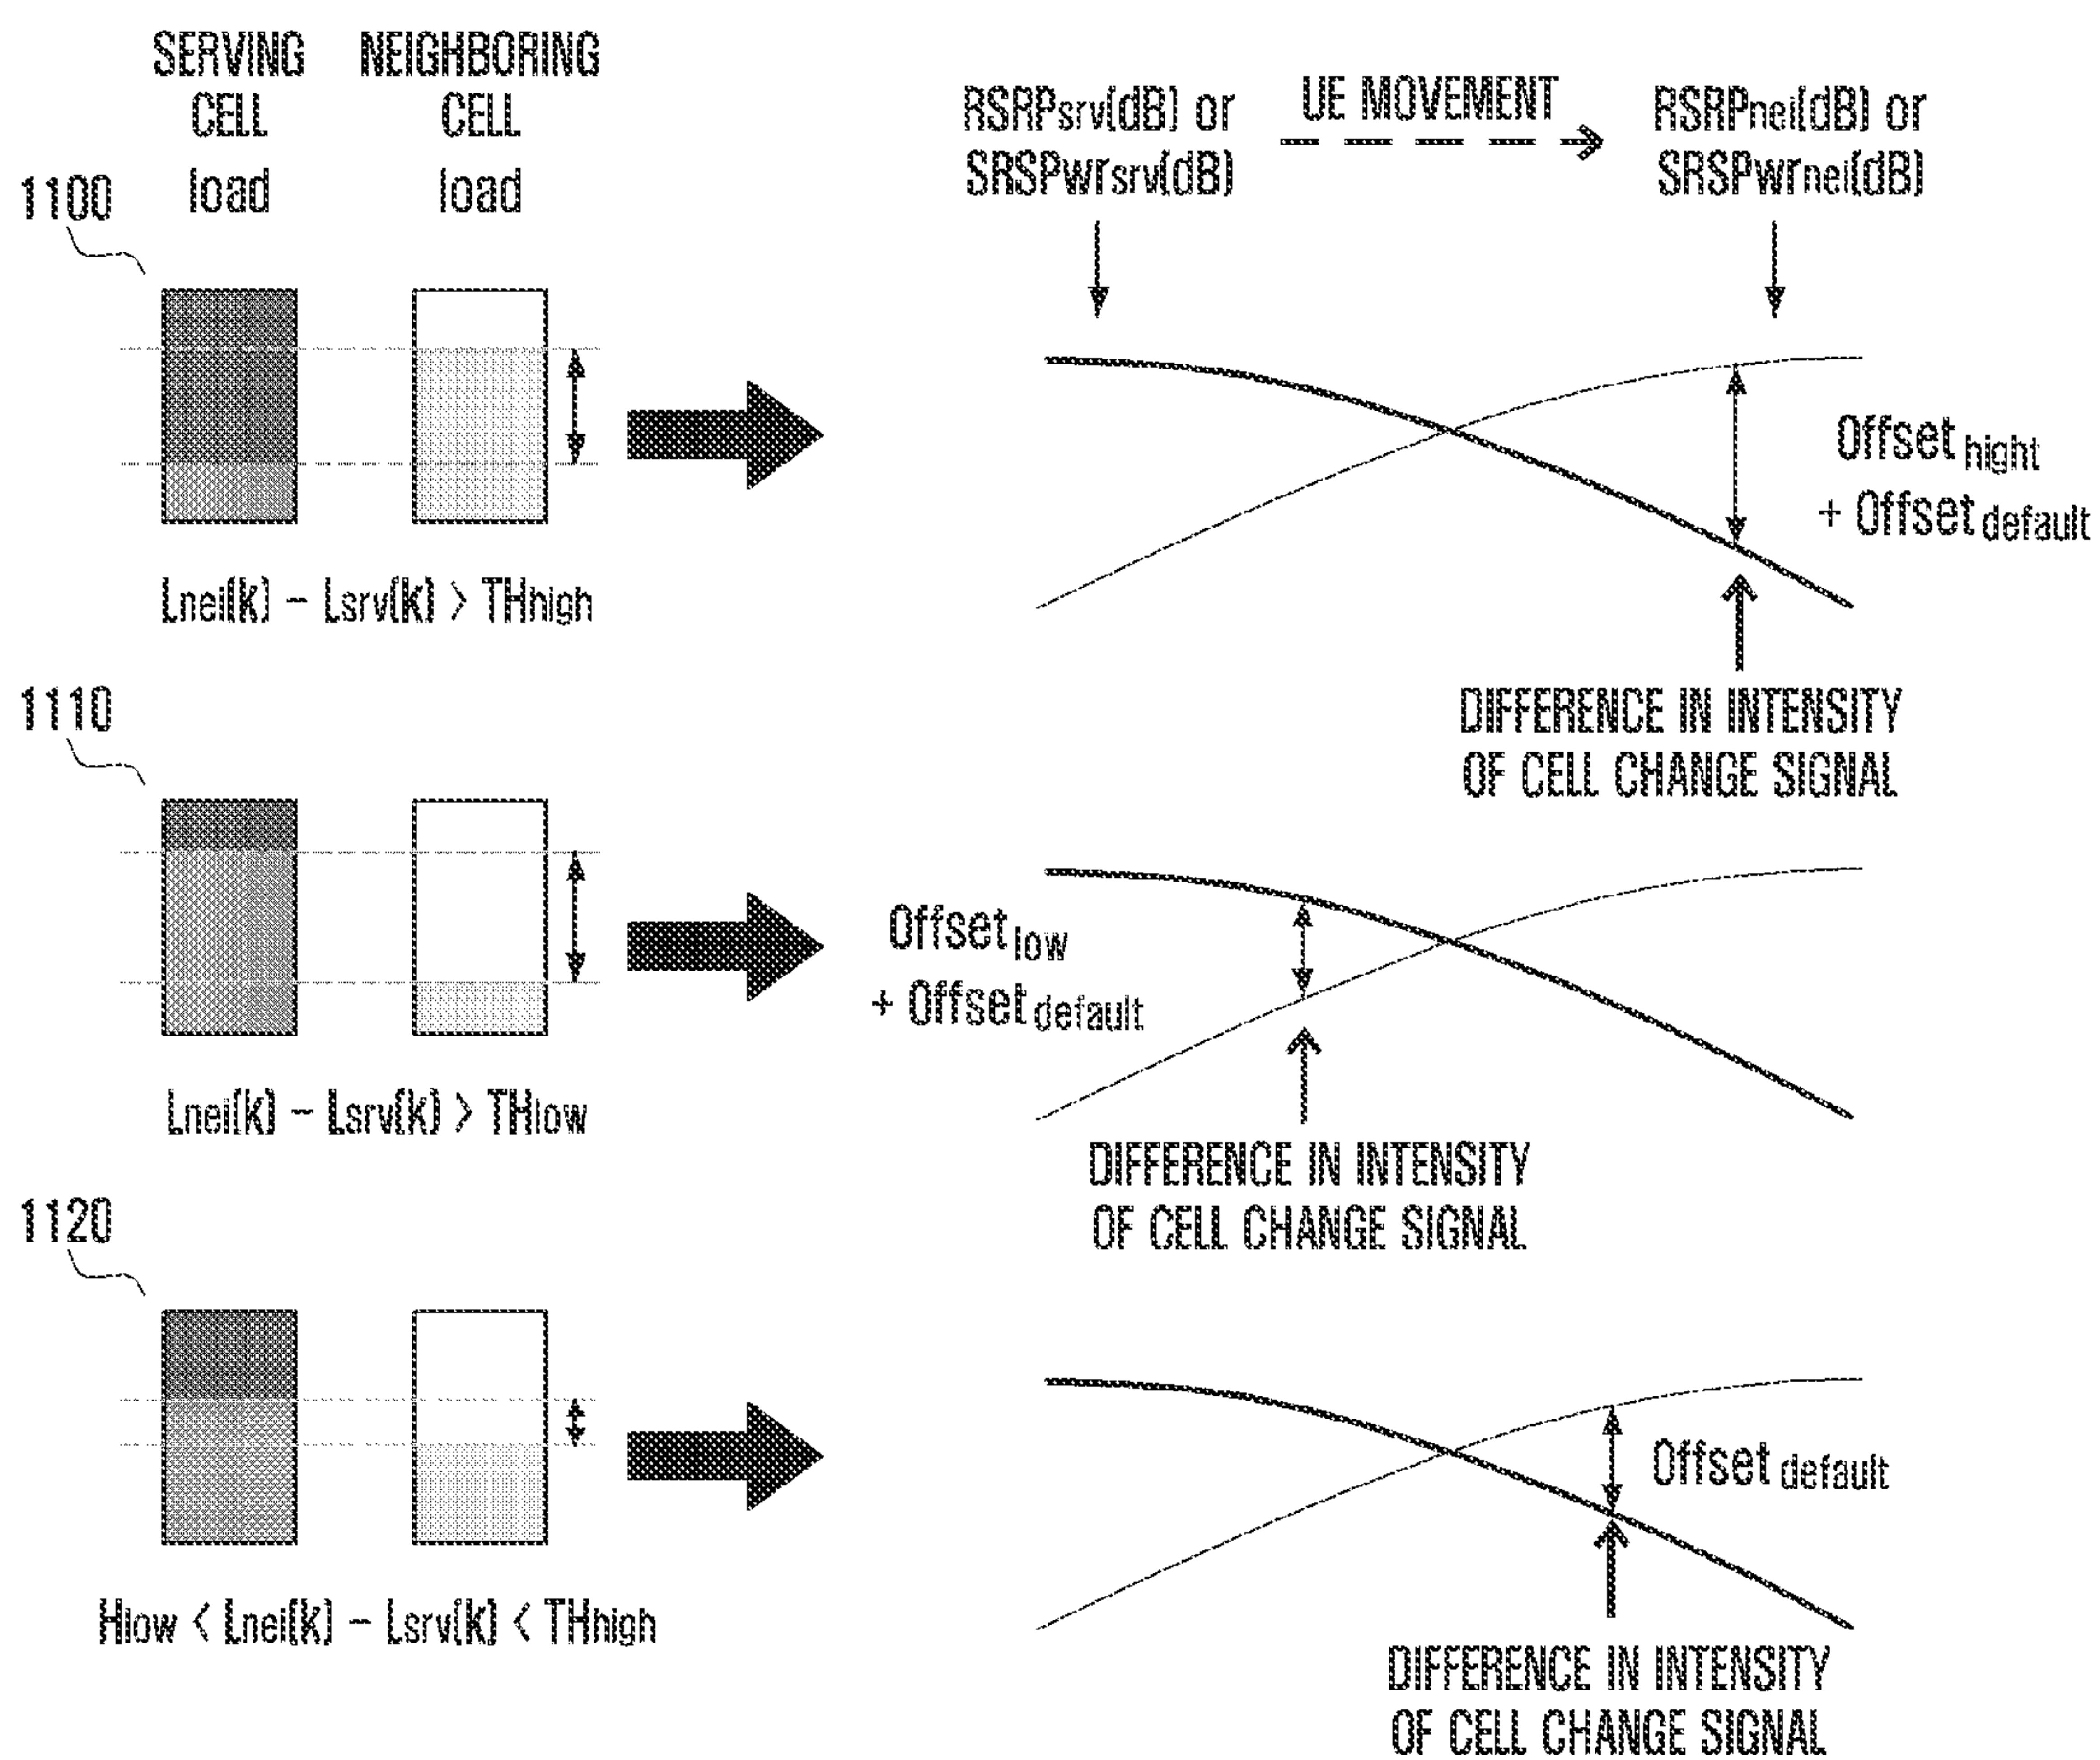 SERVING
CELL
load
NEIGHBORING
CELL
load
RSRPsrv(dB) or
SRSPwrsrv(dB)
UE MOVEMENT
RSRPnei(dB) or
SRSPwrnei(dB)
1100
Offset hight
+ Offset default
Lnei(k) - Lsrv(k) > THhigh
DIFFERENCE IN INTENSITY
OF CELL CHANGE SIGNAL
1110
Offset low
+ Offset default
Lnei(k) - Lsrv(k) > THlow
DIFFERENCE IN INTENSITY
OF CELL CHANGE SIGNAL
1120
Offset default
Hlow < Lnei(k) - Lsrv(k) < THhigh
DIFFERENCE IN INTENSITY
OF CELL CHANGE SIGNAL